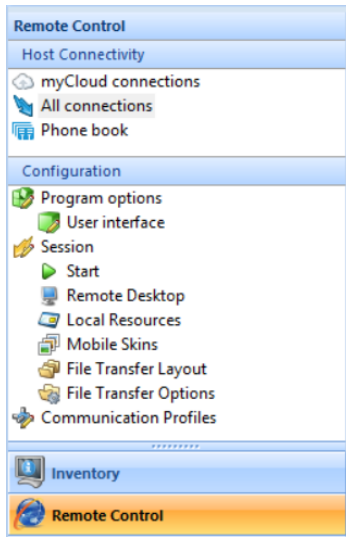 Remote Control
Host Connectivity
myCloud connections
All connections
Phone book
Configuration
Program options
User interface
Session
Start
Remote Desktop
Local Resources
Mobile Skins
File Transfer Layout
File Transfer Options
Communication Profiles
Inventory
Remote Control